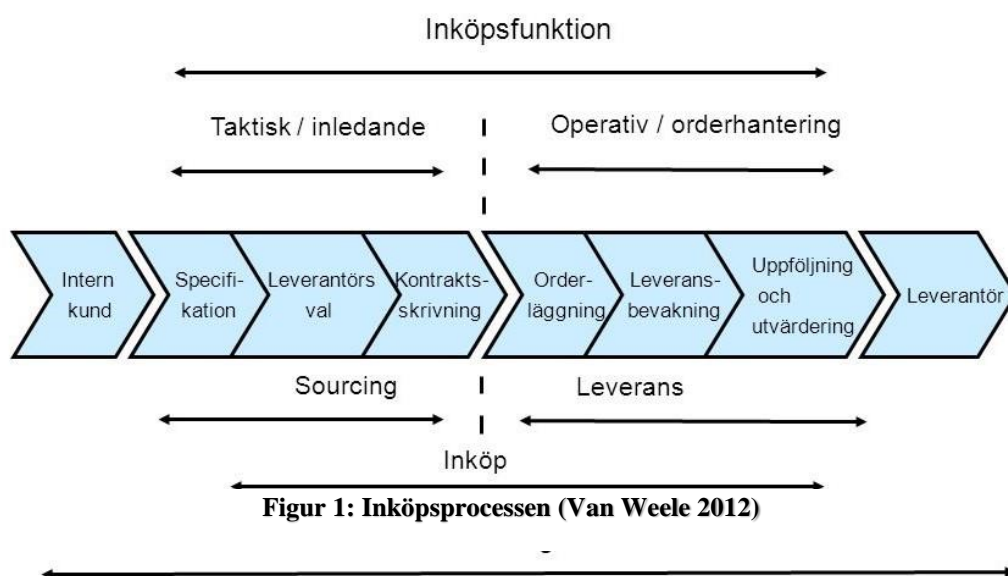 Inköpsfunktion
Taktisk / inledande
Operativ / orderhantering
Intern
kund
Specifi-
kation
Leverantörs
val
Kontrakts-
skrivning
Order-
läggning
Leverans-
bevakning
Uppföljning
och
utvärdering
Leverantör
Sourcing
Leverans
Inköp
Figur 1: Inköpsprocessen (Van Weele 2012)